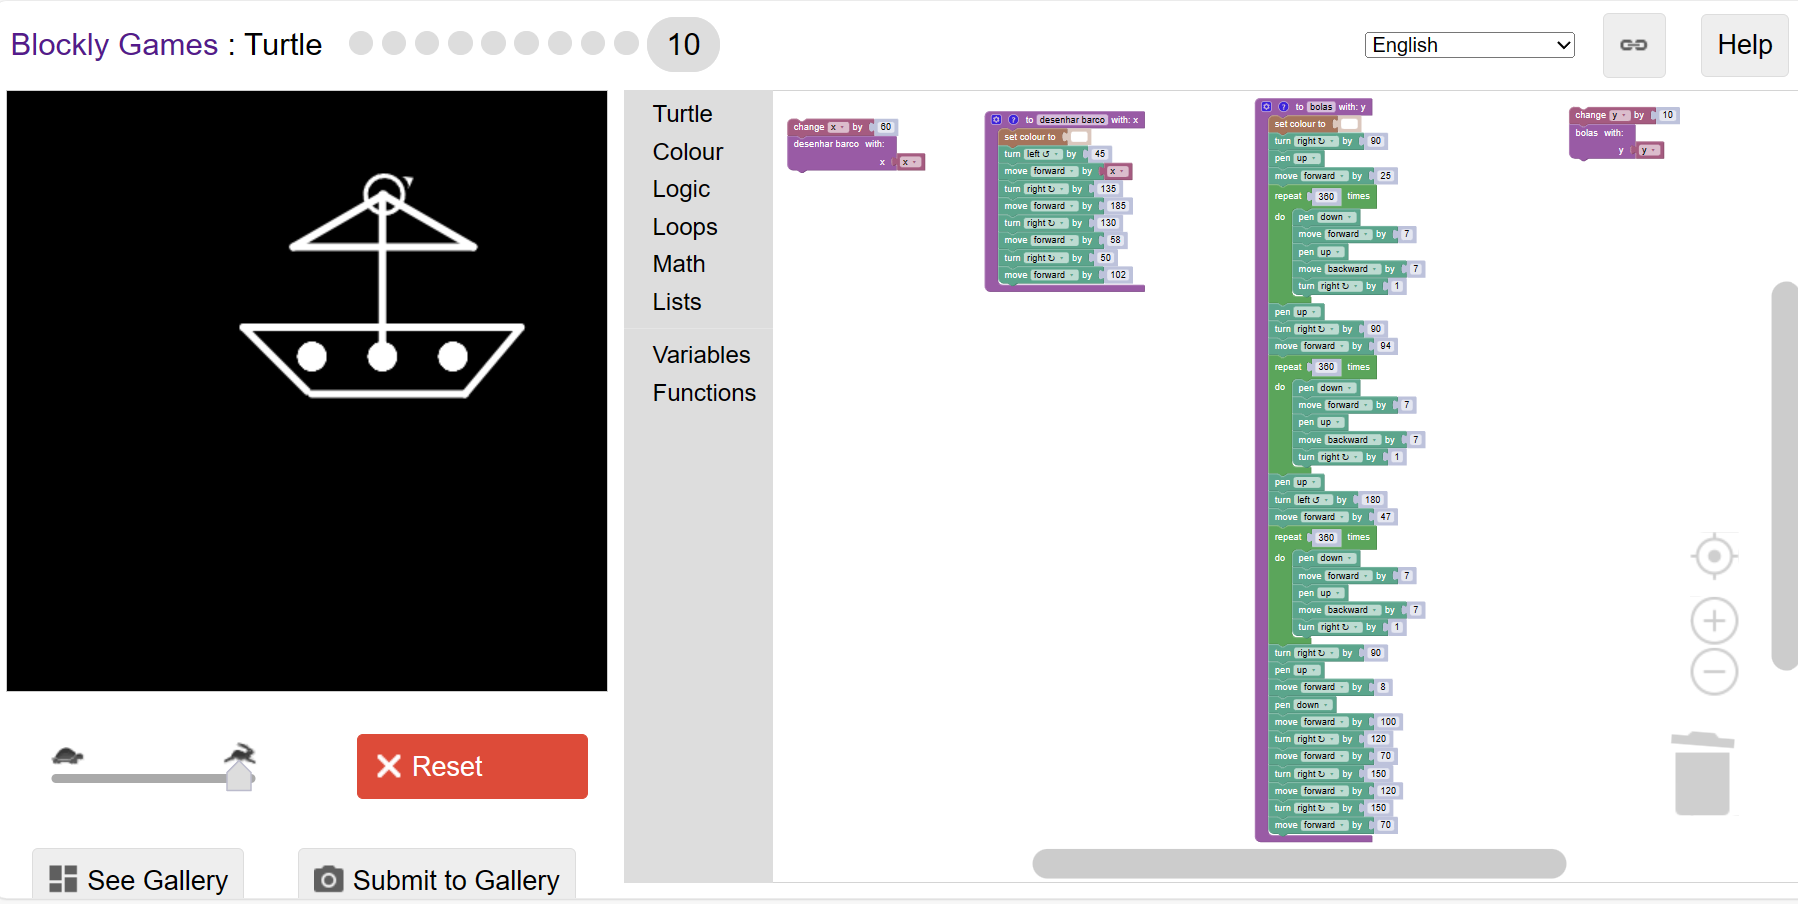 Blockly Games : Turtle
10
English
Help
Turtle
Colour
Logic
Loops
Math
Lists
Variables
Functions
change x by 60
desenhar barco with:
x x
to desenhar barco with: x
set colour to
turn left ↺ by 45
move forward by x
turn right ↻ by 135
move forward by 185
turn right ↻ by 130
move forward by 58
turn right ↻ by 50
move forward by 102
to bolas with: y
set colour to
turn right ↻ by 90
pen up
move forward by 25
repeat 360 times
do pen down
move forward by 7
pen up
move backward by 7
turn right ↻ by 1
pen up
turn right ↻ by 90
move forward by 94
repeat 360 times
do pen down
move forward by 7
pen up
move backward by 7
turn right ↻ by 1
pen up
turn left ↺ by 180
move forward by 47
repeat 360 times
do pen down
move forward by 7
pen up
move backward by 7
turn right ↻ by 1
turn right ↻ by 90
pen up
move forward by 8
pen down
move forward by 100
turn right ↻ by 120
move forward by 70
turn right ↻ by 150
move forward by 120
turn right ↻ by 150
move forward by 70
change y by 10
bolas with:
y y
Reset
See Gallery
Submit to Gallery